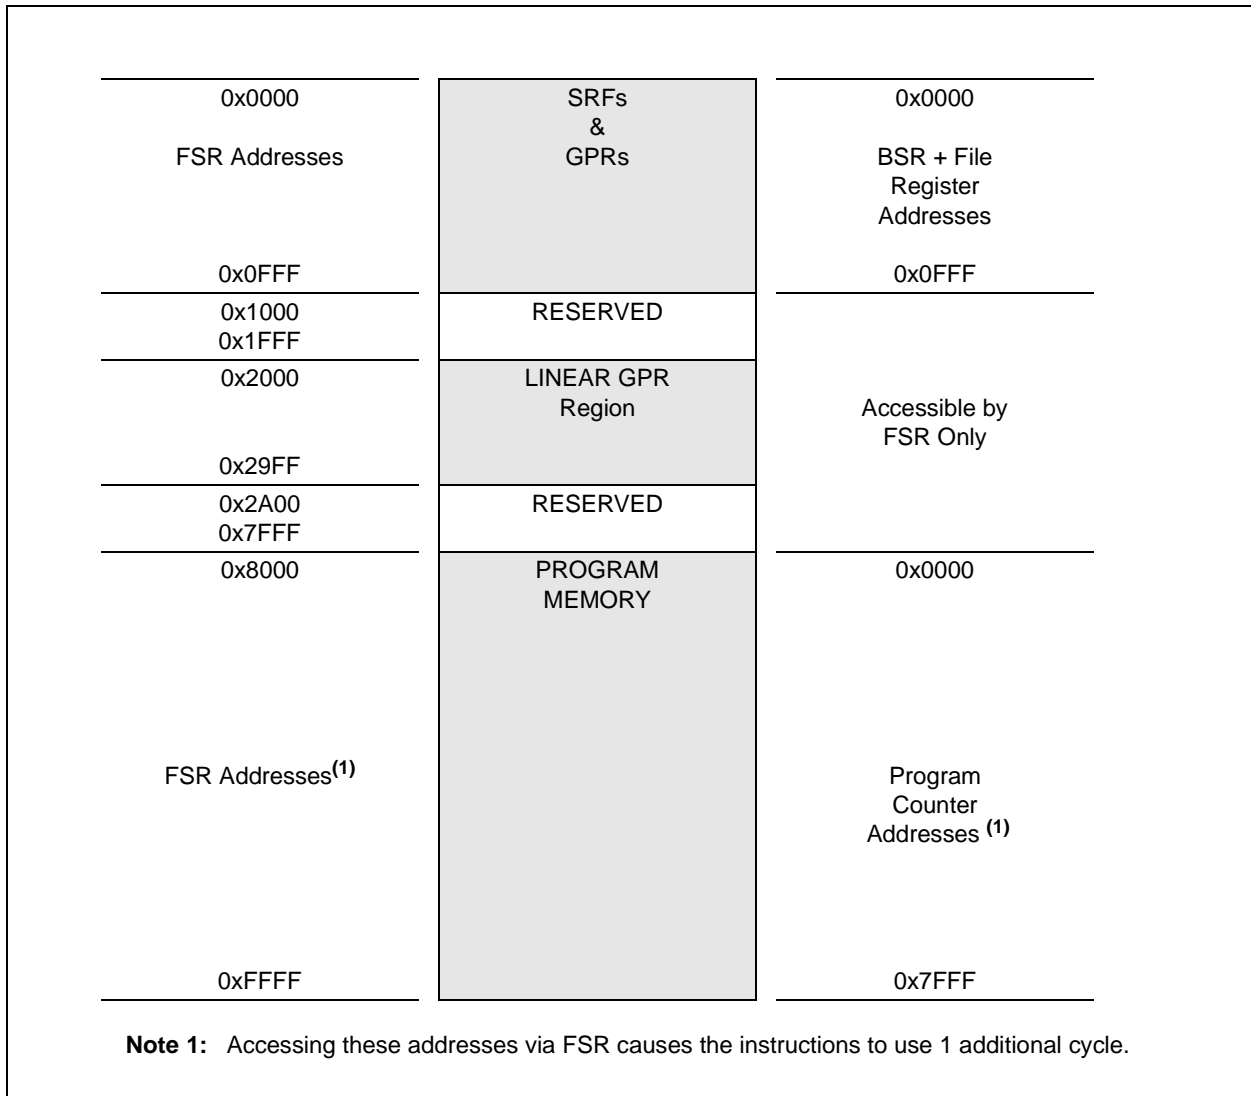 0x0000
FSR Addresses
0x0FFF
0x1000
0x1FFF
0x2000
0x29FF
0x2A00
0x7FFF
0x8000
FSR Addresses(1)
0xFFFF
SRFs
&
GPRs
RESERVED
LINEAR GPR
Region
RESERVED
PROGRAM
MEMORY
0x0000
BSR + File
Register
Addresses
0x0FFF
Accessible by
FSR Only
0x0000
Program
Counter
Addresses (1)
0x7FFF
Note 1: Accessing these addresses via FSR causes the instructions to use 1 additional cycle.